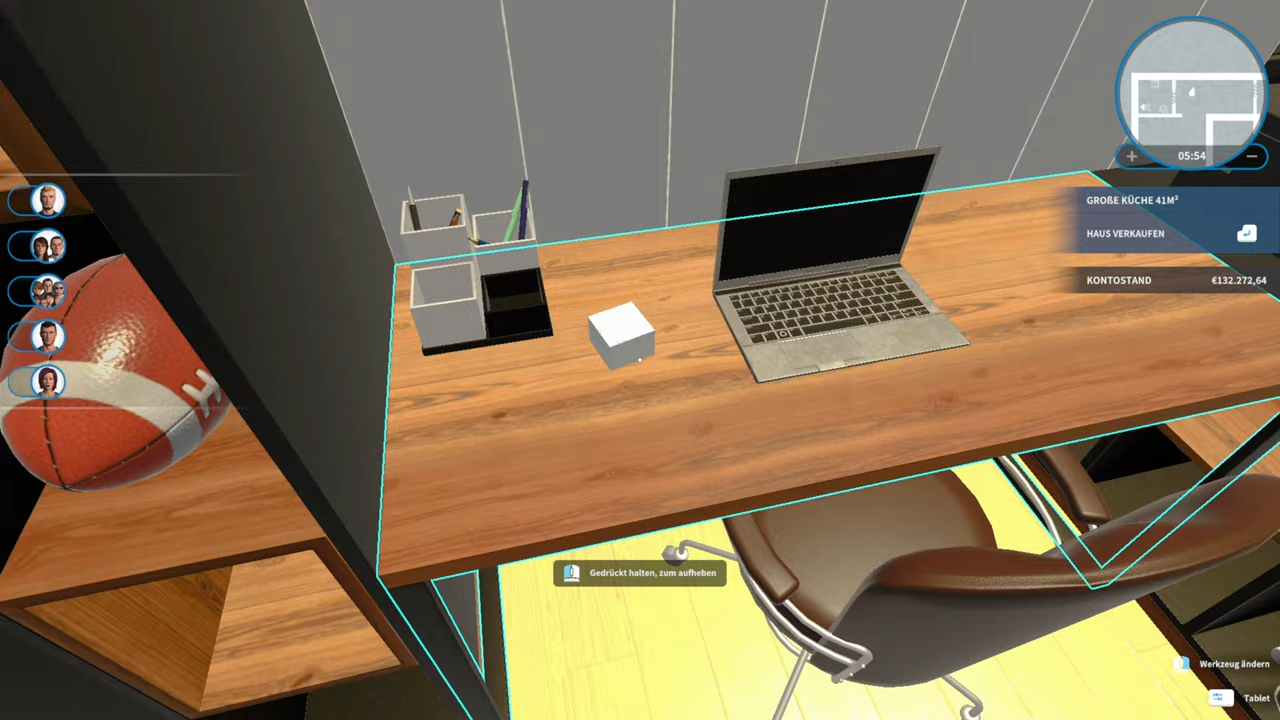 05:54
GROßE KÜCHE 41M²
HAUS VERKAUFEN
KONTOSTAND €132.272,64
Gedrückt halten, zum aufheben
Werkzeug ändern
Tablet